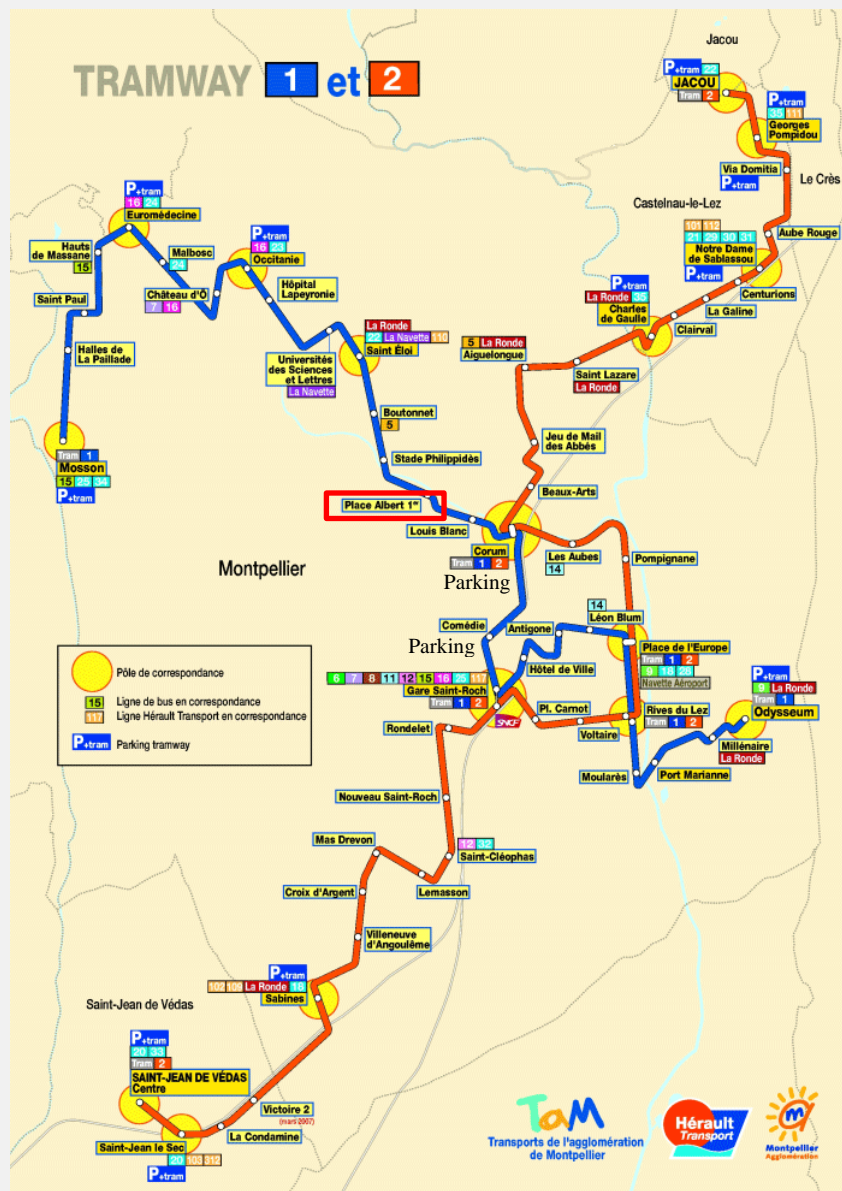 TRAMWAY 1 et 2
Jacou
P+tram 22
JACOU
Tram 2
P+tram
35 111
Georges
Pompidou
Via Domitia
P+tram
Le Crès
Castelnau-le-Lez
101 112
21 29 30 31
Notre Dame
de Sablassou
P+tram
Aube Rouge
Centurions
La Galine
Clairval
P+tram
La Ronde 35
Charles
de Gaulle
5 La Ronde
Aiguelongue
Saint Lazare
La Ronde
Jeu de Mail
des Abbés
Beaux-Arts
P+tram
16 24
Euromédecine
Hauts
de Massane
15
Malbosc
24
Saint Paul
Château d'Ô
7 16
P+tram
16 23
Occitanie
Hôpital
Lapeyronie
Halles de
La Paillade
Universités
des Sciences
et Lettres
La Navette
La Ronde
22 La Navette 110
Saint Éloi
Boutonnet
5
Stade Philippidès
Tram 1
Mosson
15 25 34
P+tram
Place Albert 1er
Louis Blanc
Corum
Tram 1 2
Parking
Les Aubes
14
Pompignane
Montpellier
Comédie
Parking
Antigone
14
Léon Blum
Hôtel de Ville
Place de l'Europe
Tram 1 2
9 18 28
Navette Aéroport
6 7 8 11 12 15 16 25 117
Gare Saint-Roch
Tram 1 2
SNCF
Pl. Carnot
Voltaire
Rives du Lez
Tram 1 2
P+tram
9 La Ronde
Tram 1
Odysseum
Millénaire
La Ronde
Port Marianne
Moularès
Rondelet
Nouveau Saint-Roch
12 32
Saint-Cléophas
Lemasson
Mas Drevon
Croix d'Argent
Villeneuve
d'Angoulême
P+tram
102 109 La Ronde 16
Sabines
Pôle de correspondance
15 Ligne de bus en correspondance
117 Ligne Hérault Transport en correspondance
P+tram Parking tramway
Saint-Jean de Védas
P+tram
20 33
Tram 2
SAINT-JEAN DE VÉDAS
Centre
Victoire 2
(mars 2007)
La Condamine
Saint-Jean le Sec
20 103 312
P+tram
TaM
Transports de l'agglomération
de Montpellier
Hérault
Transport
m
Montpellier
Agglomération